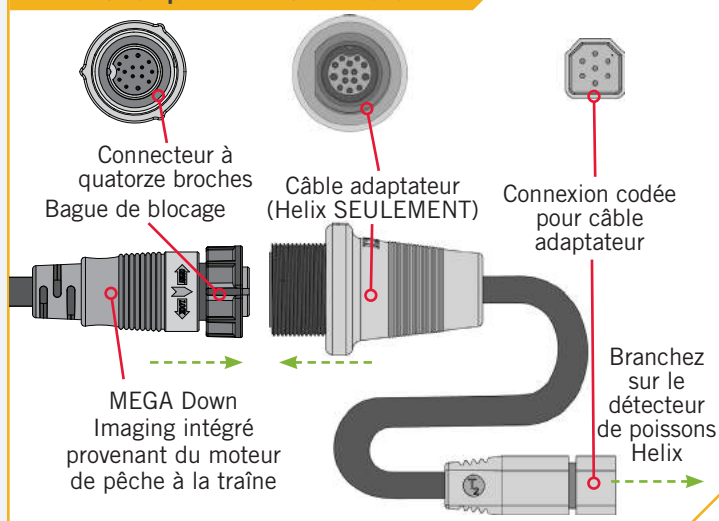 Connecteur à
quatorze broches
Bague de blocage
Câble adaptateur
(Helix SEULEMENT)
Connexion codée
pour câble
adaptateur
MEGA Down
Imaging intégré
provenant du moteur
de pêche à la traîne
Branchez
sur le
détecteur
de poissons
Helix
T2